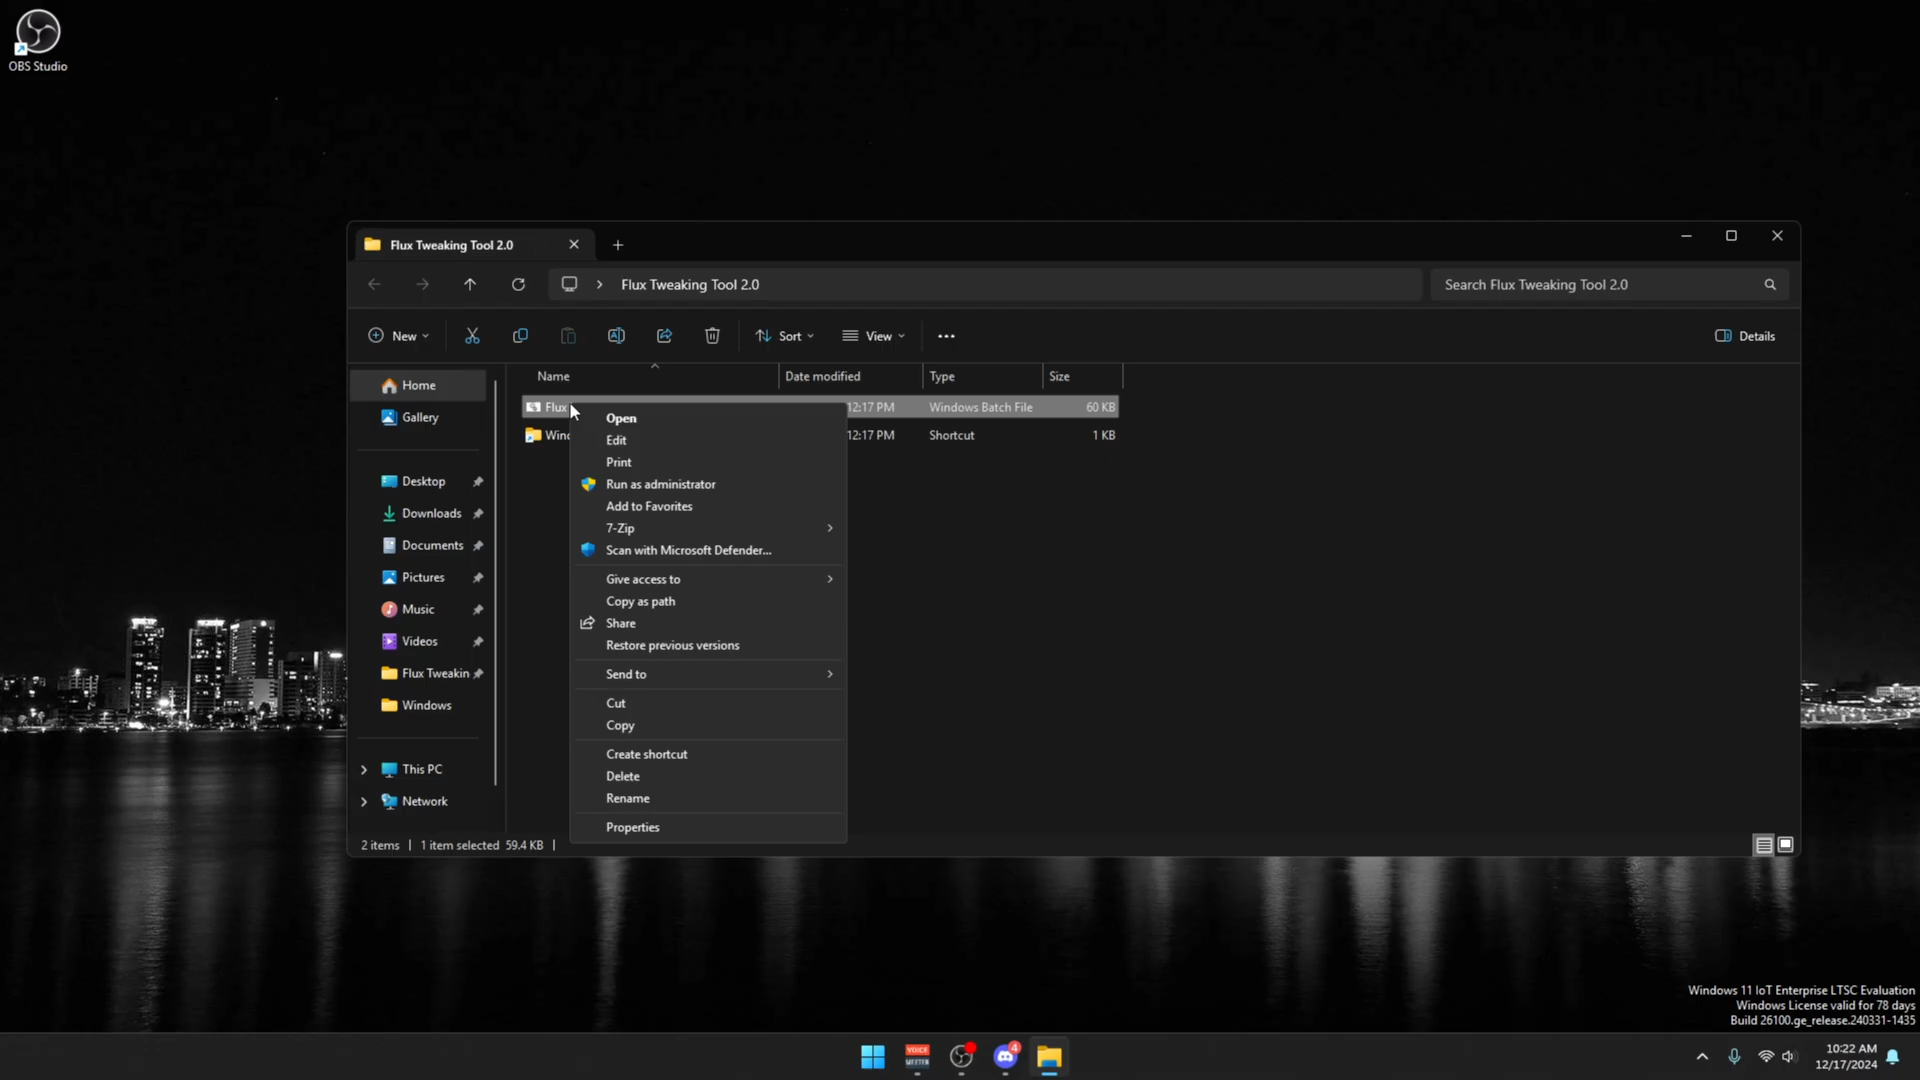 OBS Studio
Flux Tweaking Tool 2.0
Flux Tweaking Tool 2.0
Search Flux Tweaking Tool 2.0
New
Sort
View
Details
Name
Date modified
Type
Size
Flux
12:17 PM
Windows Batch File
60 KB
Wind
12:17 PM
Shortcut
1 KB
Home
Gallery
Desktop
Downloads
Documents
Pictures
Music
Videos
Flux Tweakin
Windows
This PC
Network
Open
Edit
Print
Run as administrator
Add to Favorites
7-Zip
Scan with Microsoft Defender...
Give access to
Copy as path
Share
Restore previous versions
Send to
Cut
Copy
Create shortcut
Delete
Rename
Properties
2 items
1 item selected 59.4 KB
Windows 11 IoT Enterprise LTSC Evaluation
Windows License valid for 78 days
Build 26100.ge_release.240331-1435
VOICE
MEETER
4
10:22 AM
12/17/2024